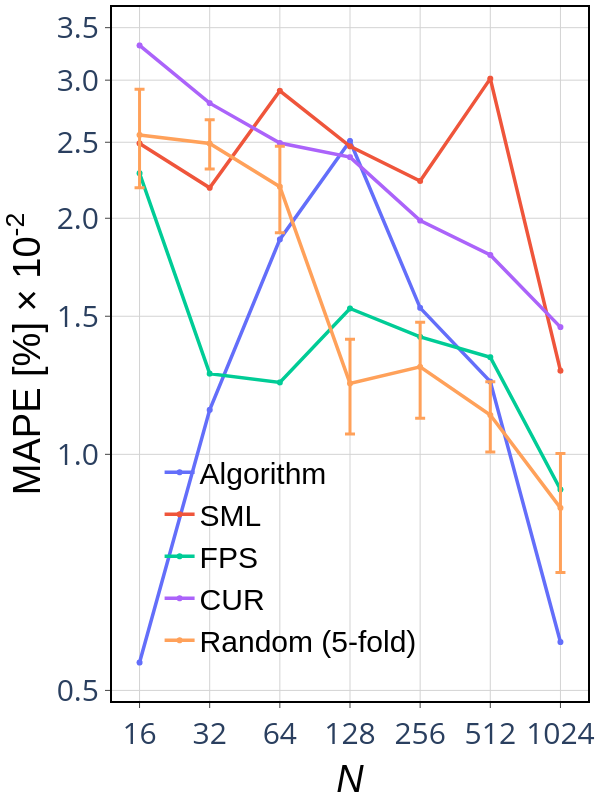 3.5
3.0
2.5
2.0
1.5
1.0
0.5
MAPE [%] × 10-2
Algorithm
SML
FPS
CUR
Random (5-fold)
16 32 64 128 256 512 1024
N